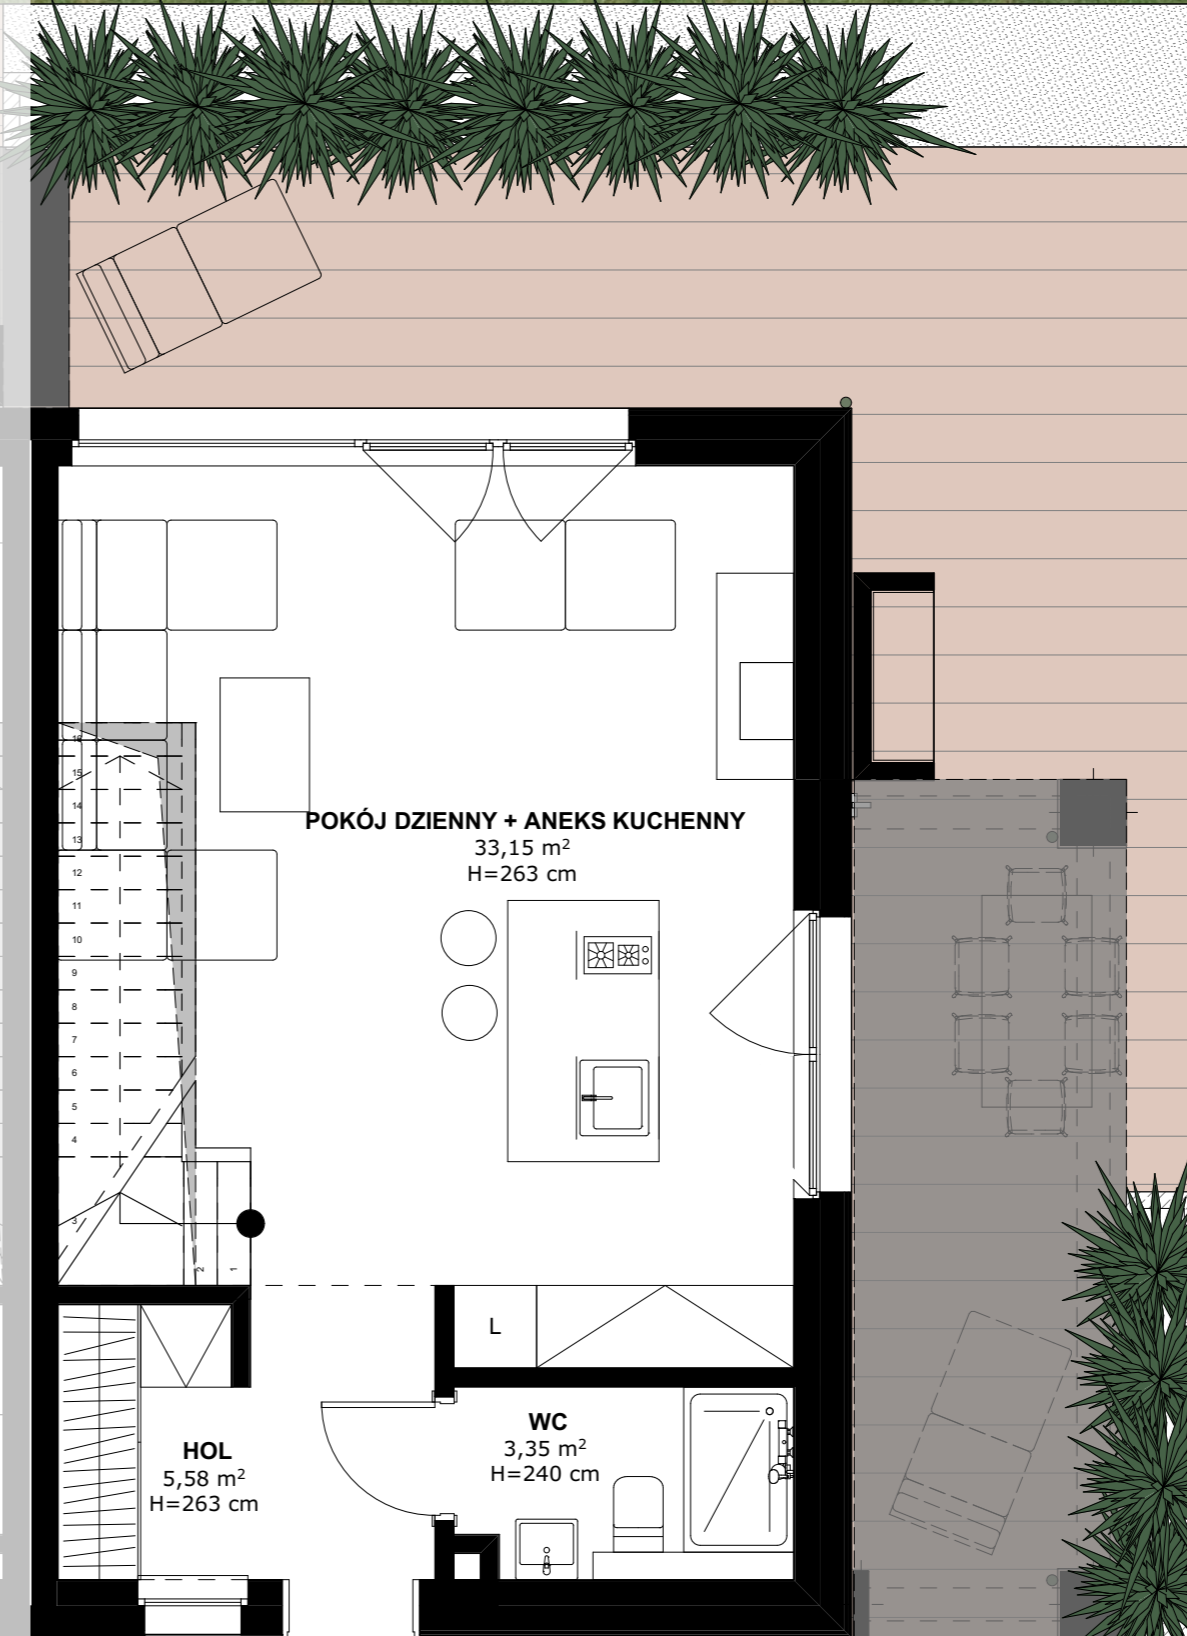 16
15
14
13
12
11
10
9
8
7
6
5
4
3
2
1
POKÓJ DZIENNY + ANEKS KUCHENNY
33,15 m²
H=263 cm
L
WC
3,35 m²
H=240 cm
HOL
5,58 m²
H=263 cm